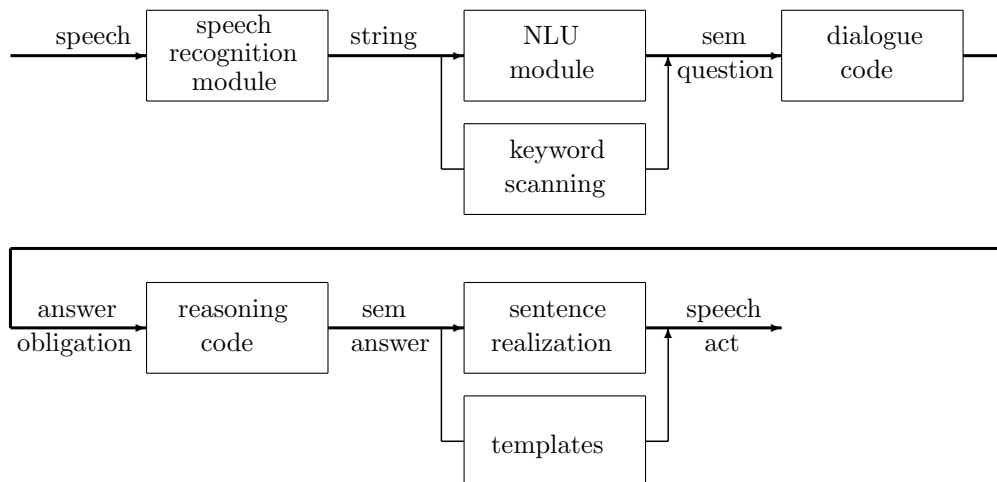 speech
speech
recognition
module
string
NLU
module
sem
question
dialogue
code
keyword
scanning
answer
obligation
reasoning
code
sem
answer
sentence
realization
speech
act
templates